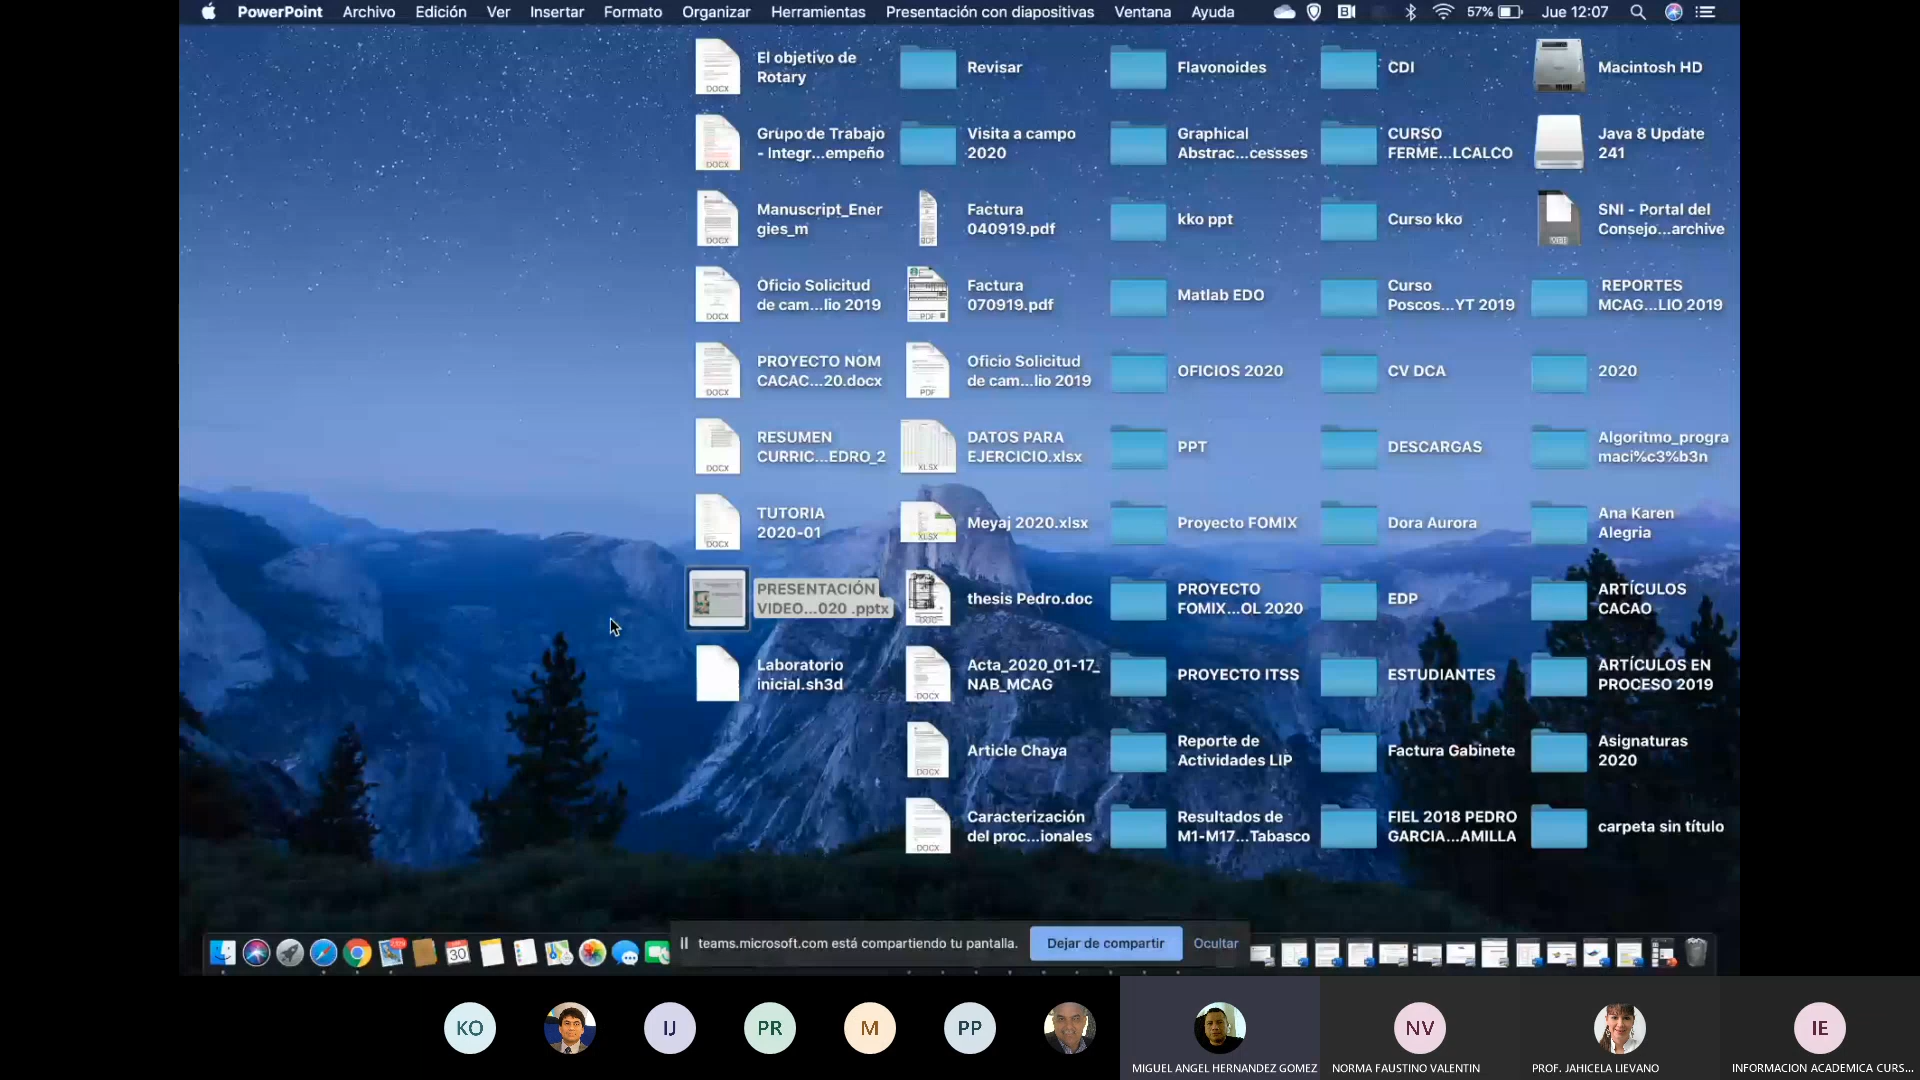 PowerPoint Archivo Edición Ver Insertar Formato Organizar Herramientas Presentación con diapositivas Ventana Ayuda 57% Jue 12:07
El objetivo de
Rotary
Revisar
Flavonoides
CDI
Macintosh HD
Grupo de Trabajo
- Integr...empeño
Visita a campo
2020
Graphical
Abstrac...cessses
CURSO
FERME...LCALCO
Java 8 Update
241
Manuscript_Ener
gies_m
Factura
040919.pdf
kko ppt
Curso kko
SNI - Portal del
Consejo...archive
Oficio Solicitud
de cam...lio 2019
Factura
070919.pdf
Matlab EDO
Curso
Poscos...YT 2019
REPORTES
MCAG...LIO 2019
PROYECTO NOM
CACAC...20.docx
Oficio Solicitud
de cam...lio 2019
OFICIOS 2020
CV DCA
2020
RESUMEN
CURRIC...EDRO_2
DATOS PARA
EJERCICIO.xlsx
PPT
DESCARGAS
Algoritmo_progra
maci%c3%b3n
TUTORIA
2020-01
Meyaj 2020.xlsx
Proyecto FOMIX
Dora Aurora
Ana Karen
Alegria
PRESENTACIÓN
VIDEO...020 .pptx
thesis Pedro.doc
PROYECTO
FOMIX...OL 2020
EDP
ARTÍCULOS
CACAO
Laboratorio
inicial.sh3d
Acta_2020_01-17_
NAB_MCAG
PROYECTO ITSS
ESTUDIANTES
ARTÍCULOS EN
PROCESO 2019
Article Chaya
Reporte de
Actividades LIP
Factura Gabinete
Asignaturas
2020
Caracterización
del proc...ionales
Resultados de
M1-M17...Tabasco
FIEL 2018 PEDRO
GARCIA...AMILLA
carpeta sin título
teams.microsoft.com está compartiendo tu pantalla. Dejar de compartir Ocultar
KO IJ PR M PP NV IE
MIGUEL ANGEL HERNANDEZ GOMEZ NORMA FAUSTINO VALENTIN PROF. JAHICELA LIEVANO INFORMACION ACADEMICA CURS...